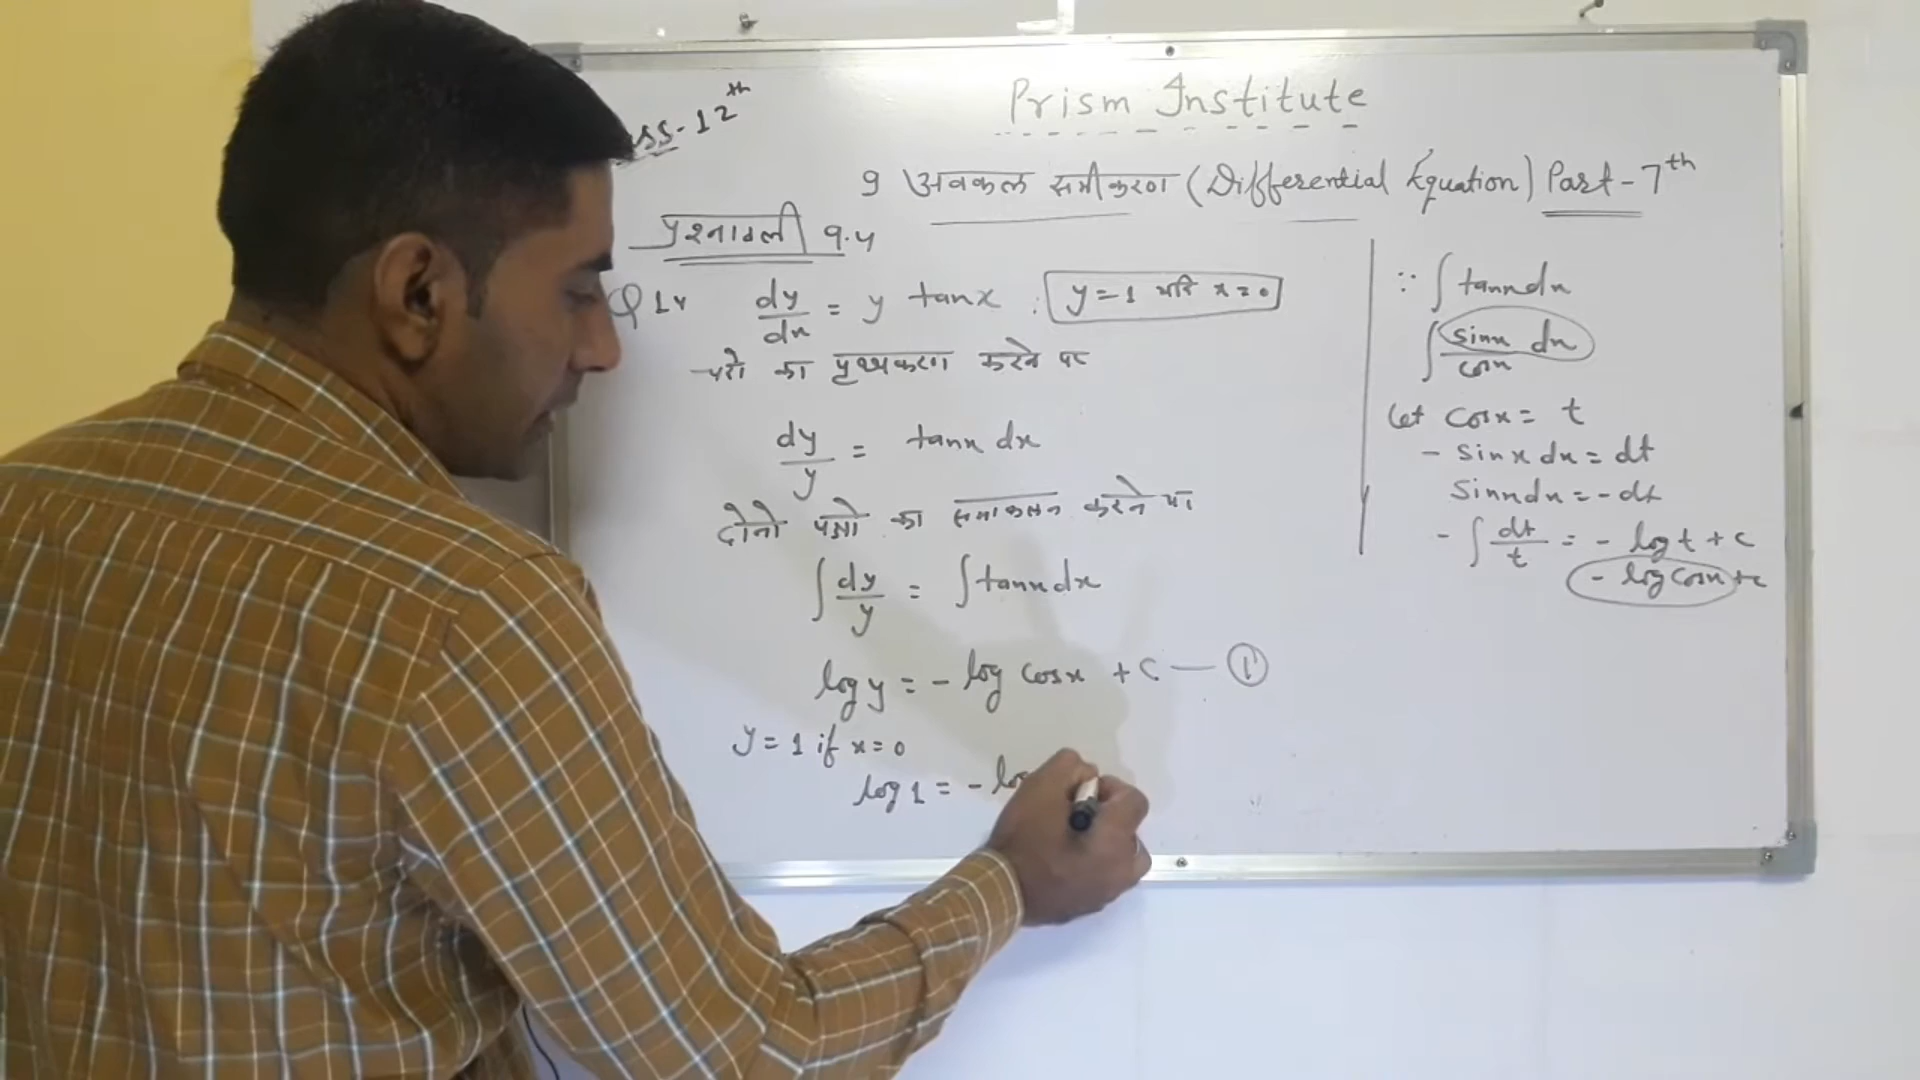 Prism Institute
ss-12th
9 अवकल समीकरण (Differential Equation) Part-7th
प्रश्नावली 9.4
Q 14 dy/dx = y tanx : y=1 यदि x=0
चरो का पृथक्करण करने पर
dy/y = tanx dx
दोनो पक्षो का समाकलन करने पर
∫dy/y = ∫tanx dx
log y = - log cosx + c — ①
y = 1 if x = 0
log 1 = - lo
∵ ∫tanx dx
∫ sinx dx / cosx
let cosx = t
- sinx dx = dt
sinx dx = - dt
- ∫dt/t = - log t + c
- log cosx + c